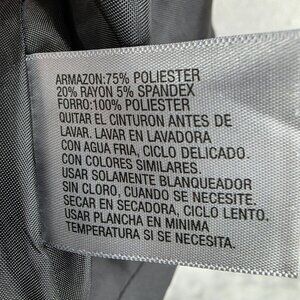 ARMAZON:75% POLIESTER
20% RAYON 5% SPANDEX
FORRO:100% POLIESTER
QUITAR EL CINTURON ANTES DE
LAVAR. LAVAR EN LAVADORA
CON AGUA FRIA, CICLO DELICADO.
CON COLORES SIMILARES.
USAR SOLAMENTE BLANQUEADOR
SIN CLORO, CUANDO SE NECESITE.
SECAR EN SECADORA, CICLO LENTO.
USAR PLANCHA EN MINIMA
TEMPERATURA SI SE NECESITA.